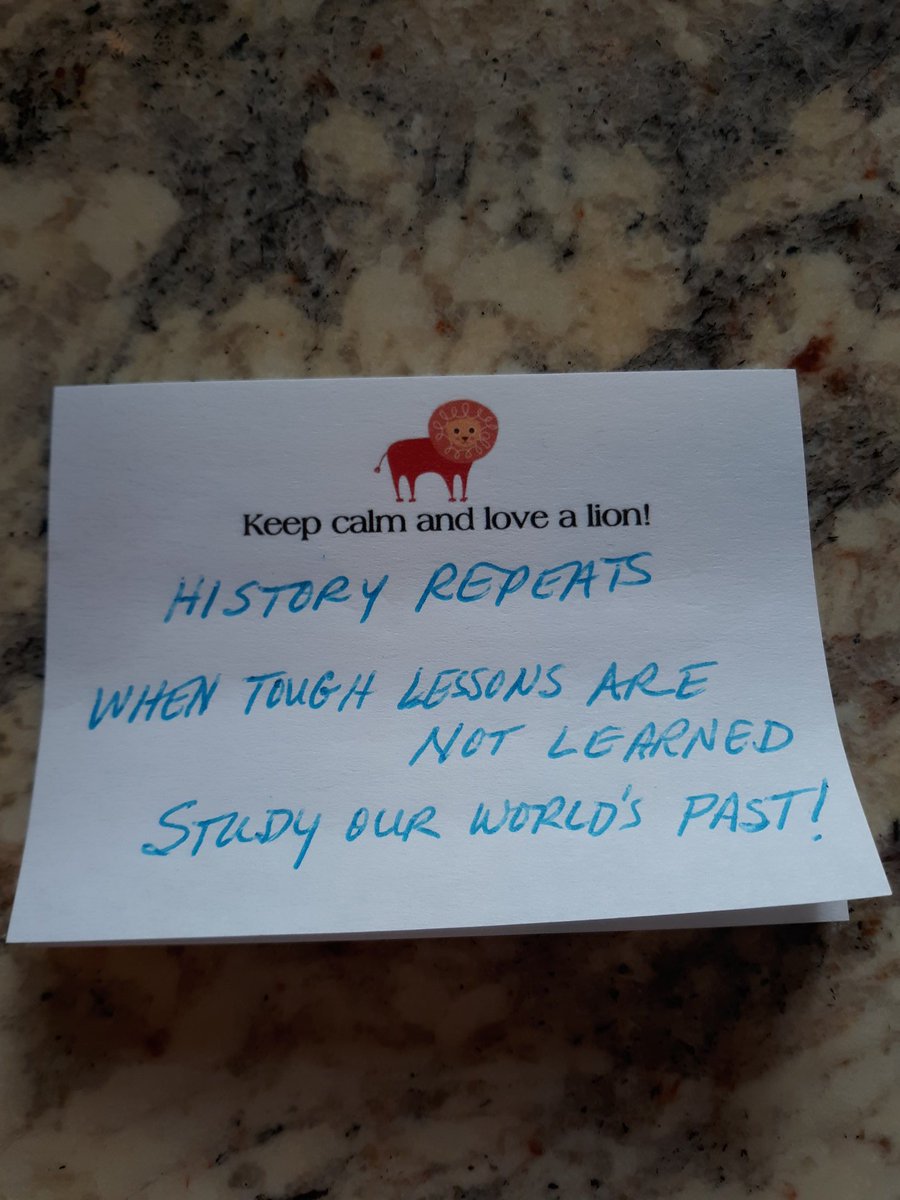 Keep calm and love a lion!
HISTORY REPEATS
WHEN TOUGH LESSONS ARE
NOT LEARNED
STUDY OUR WORLD'S PAST!